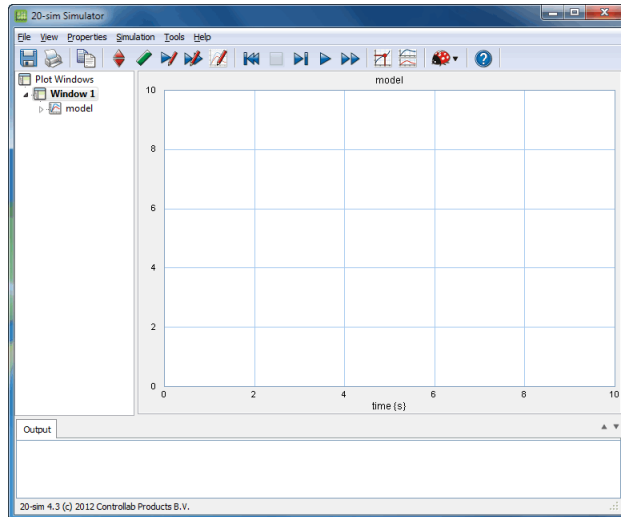 20-sim Simulator
File View Properties Simulation Tools Help
Plot Windows
Window 1
model
model
10
8
6
4
2
0
0 2 4 6 8 10
time {s}
Output
20-sim 4.3 (c) 2012 Controllab Products B.V.